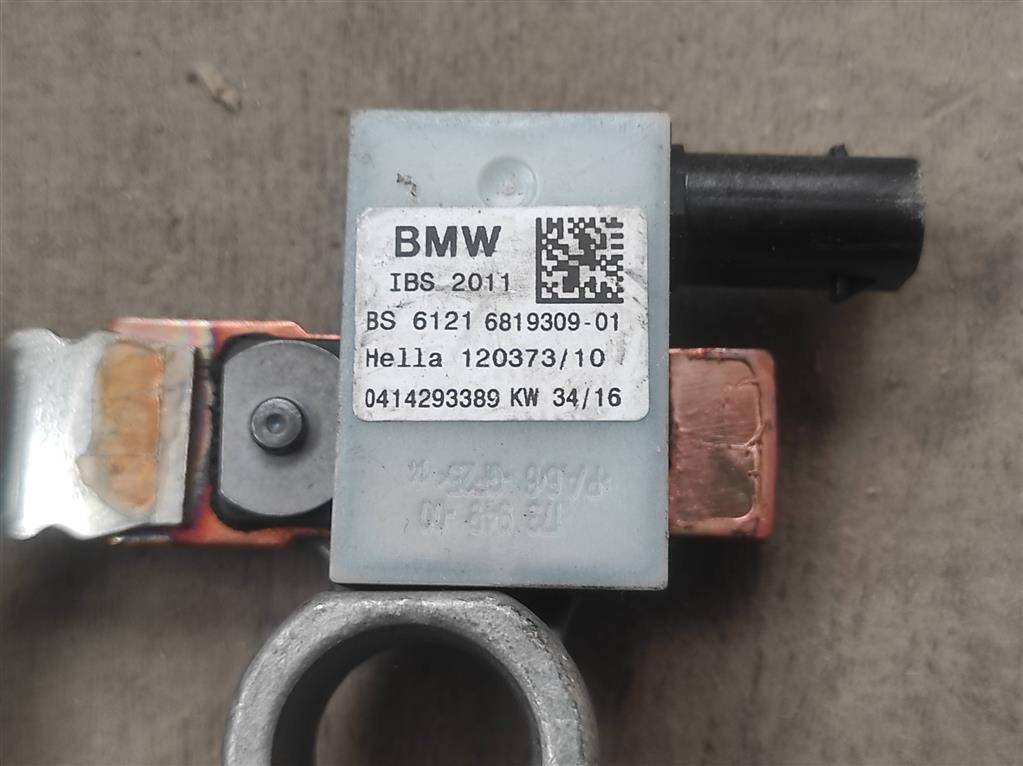 BMW
IBS 2011
BS 6121 6819309-01
Hella 120373/10
0414293389 KW 34/16